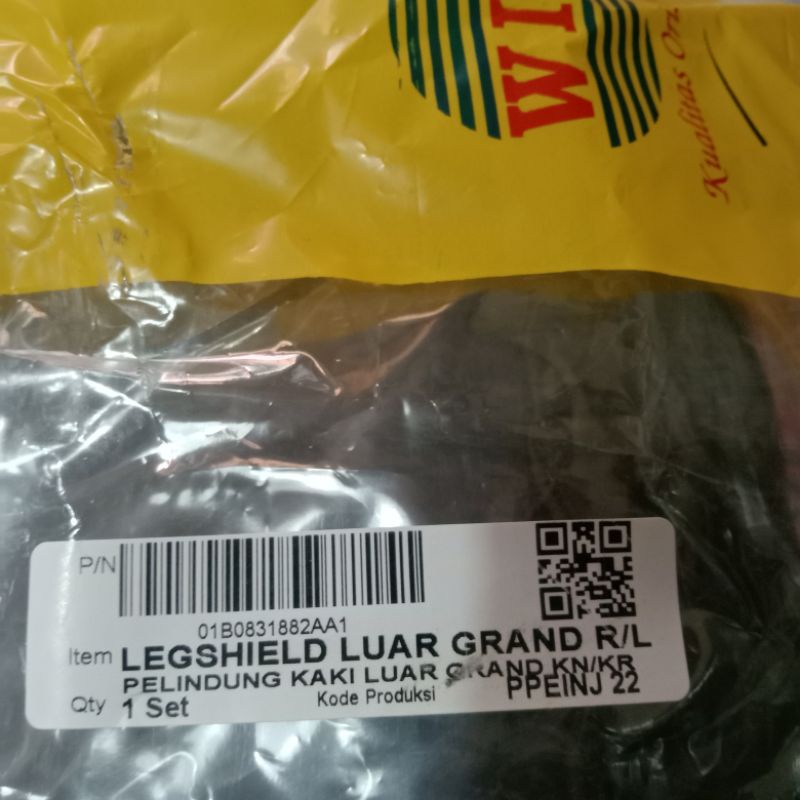 WI
Kualitas
P/N
01B0831882AA1
Item LEGSHIELD LUAR GRAND R/L
PELINDUNG KAKI LUAR GRAND KN/KR
Qty 1 Set Kode Produksi PPEINJ 22